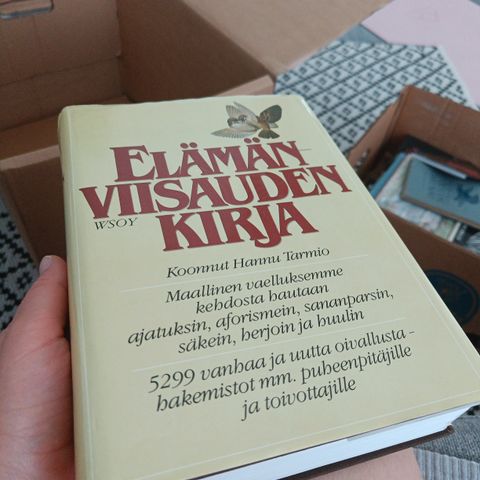 ELÄMÄN-
VIISAUDEN
WSOY
KIRJA
Koonnut Hannu Tarmio
Maallinen vaelluksemme
kehdosta hautaan
ajatuksin, aforismein, sananparsin,
säkein, herjoin ja huulin
5299 vanhaa ja uutta oivallusta -
hakemistot mm. puheenpitäjille
ja toivottajille